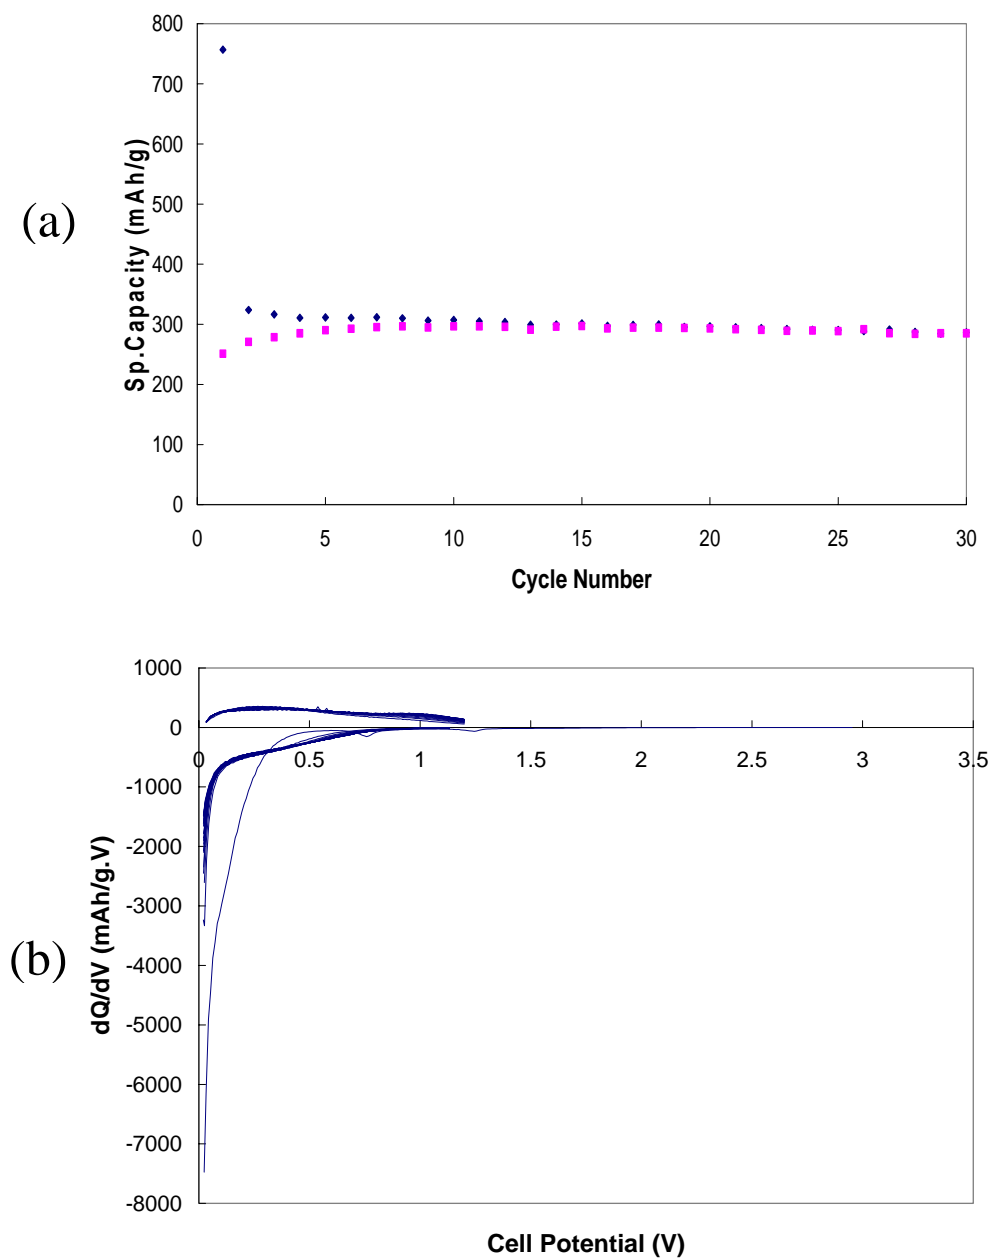 (a)
Sp.Capacity (mAh/g)
800
700
600
500
400
300
200
100
0
0 5 10 15 20 25 30
Cycle Number
(b)
dQ/dV (mAh/g.V)
1000
0
-1000
-2000
-3000
-4000
-5000
-6000
-7000
-8000
0 0.5 1 1.5 2 2.5 3 3.5
Cell Potential (V)